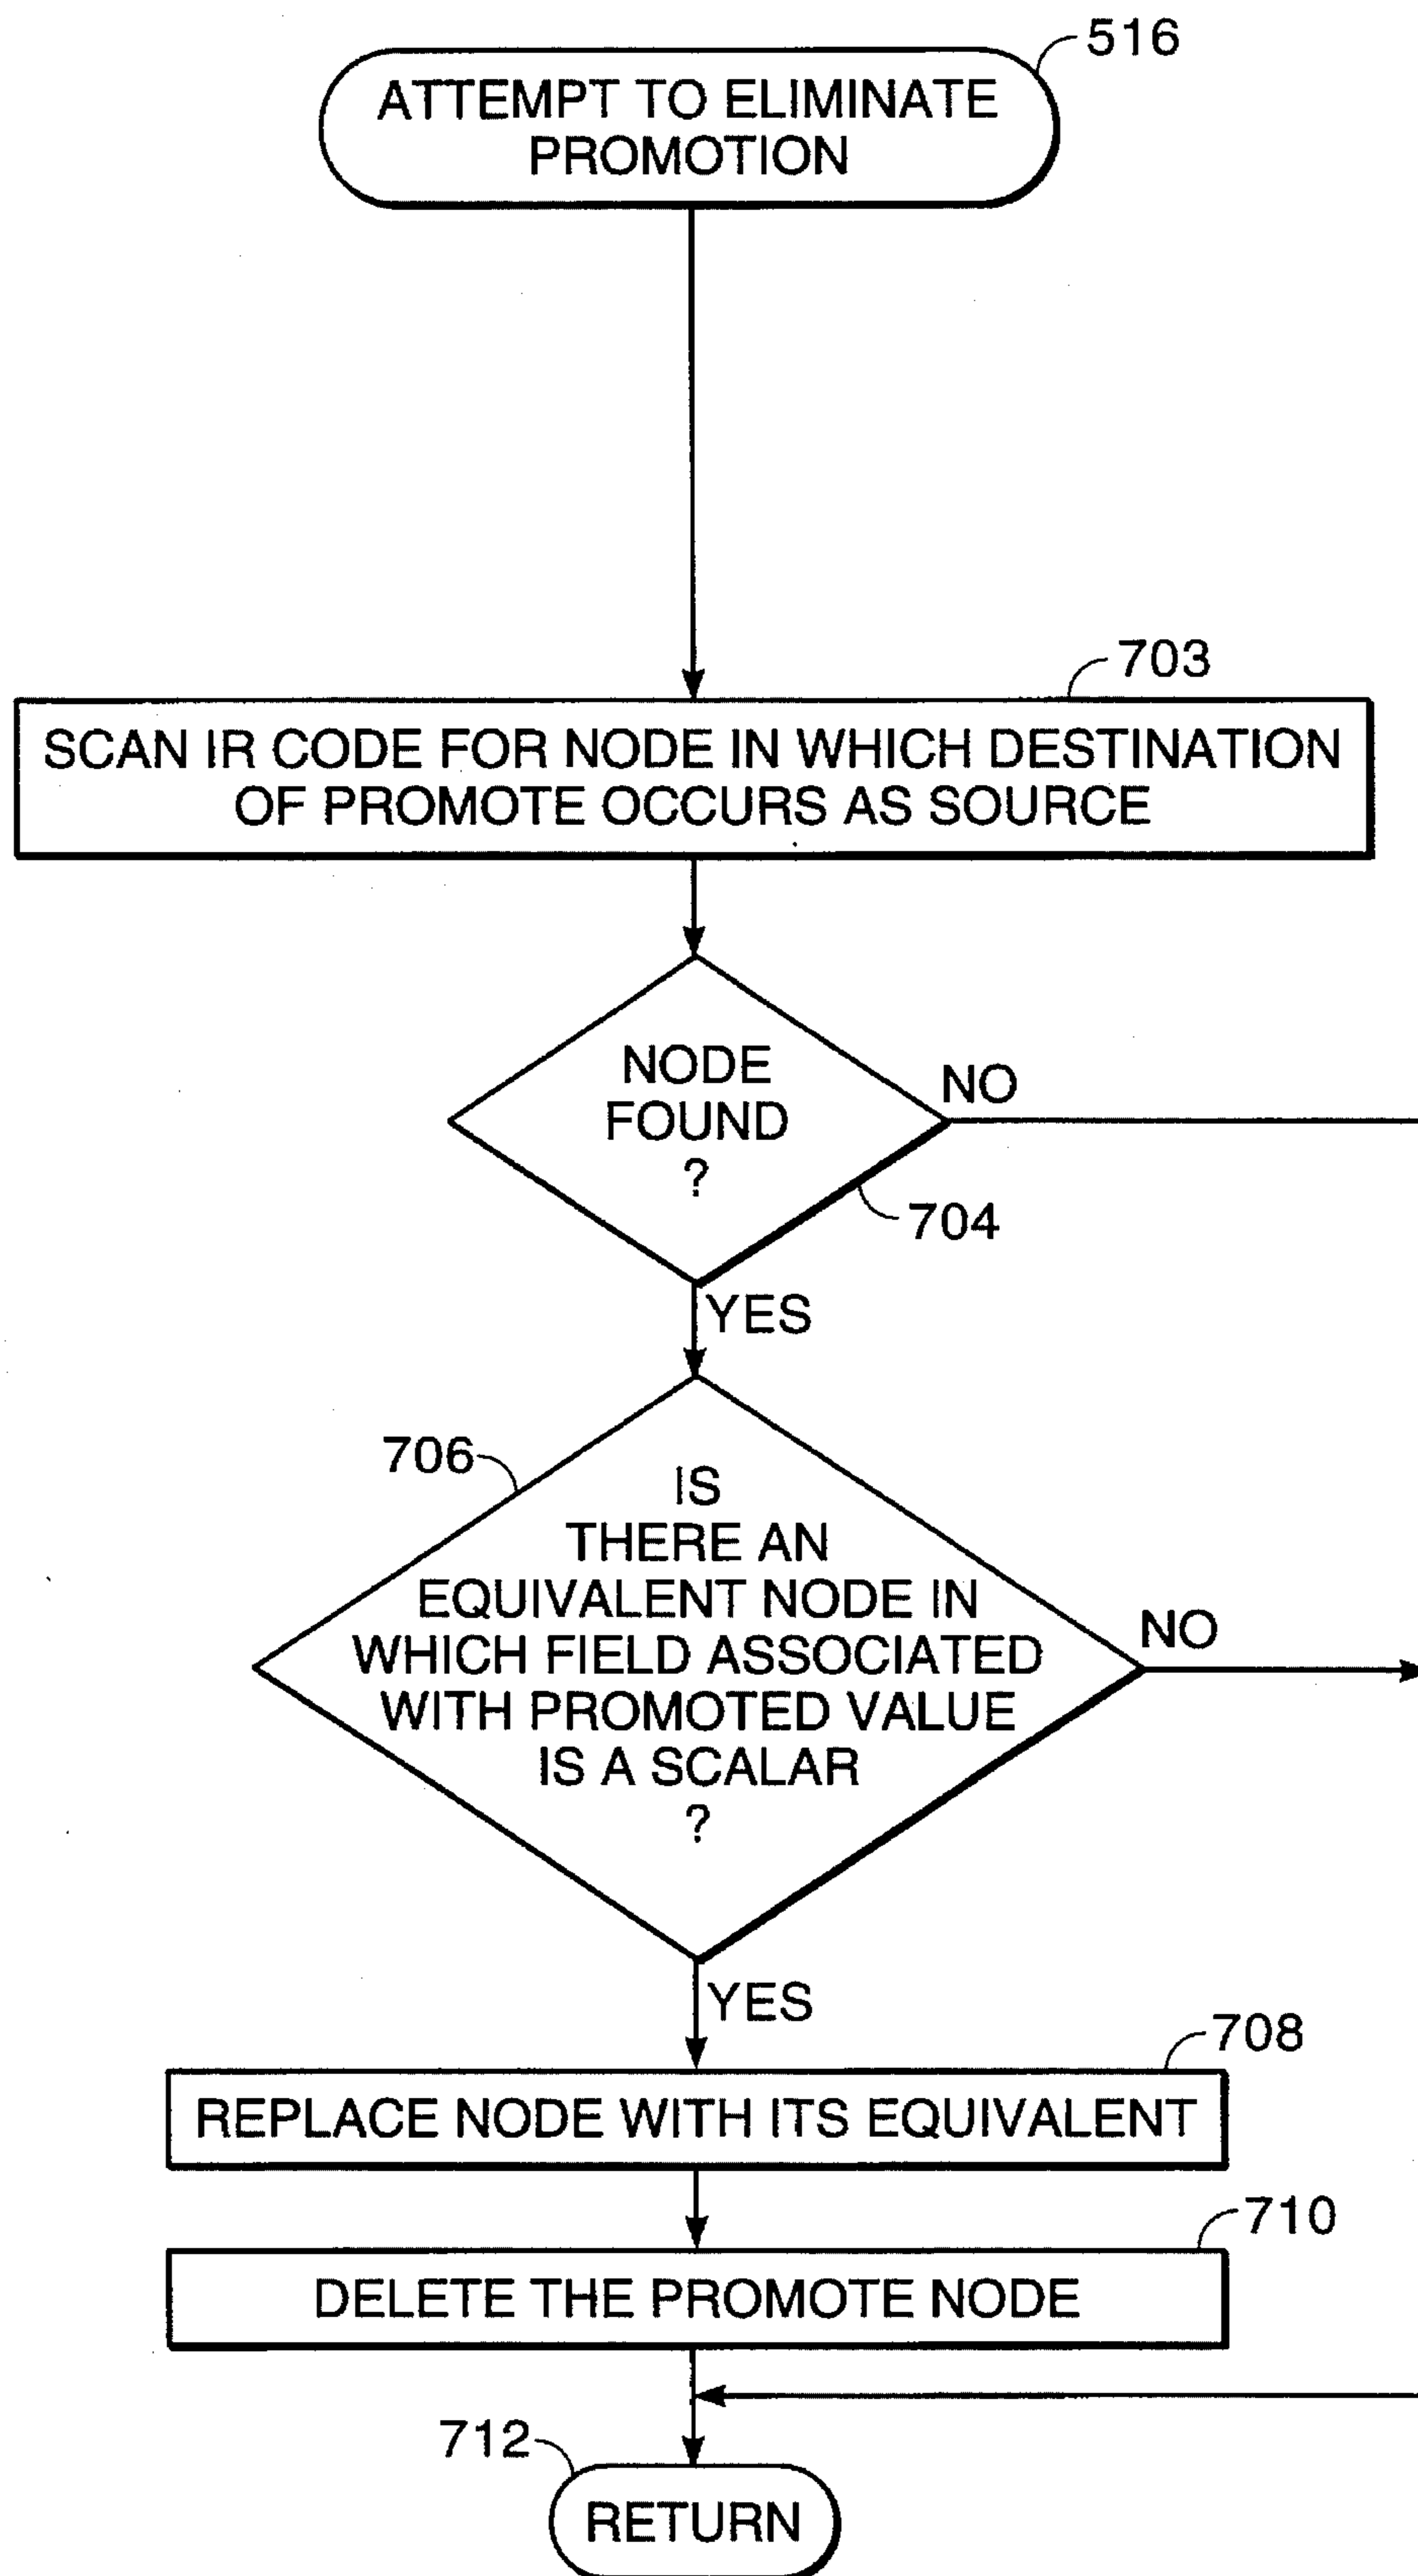 516
ATTEMPT TO ELIMINATE
PROMOTION
703
SCAN IR CODE FOR NODE IN WHICH DESTINATION
OF PROMOTE OCCURS AS SOURCE
NODE
FOUND
?
NO
704
YES
706
IS
THERE AN
EQUIVALENT NODE IN
WHICH FIELD ASSOCIATED
WITH PROMOTED VALUE
IS A SCALAR
?
NO
YES
708
REPLACE NODE WITH ITS EQUIVALENT
710
DELETE THE PROMOTE NODE
712
RETURN